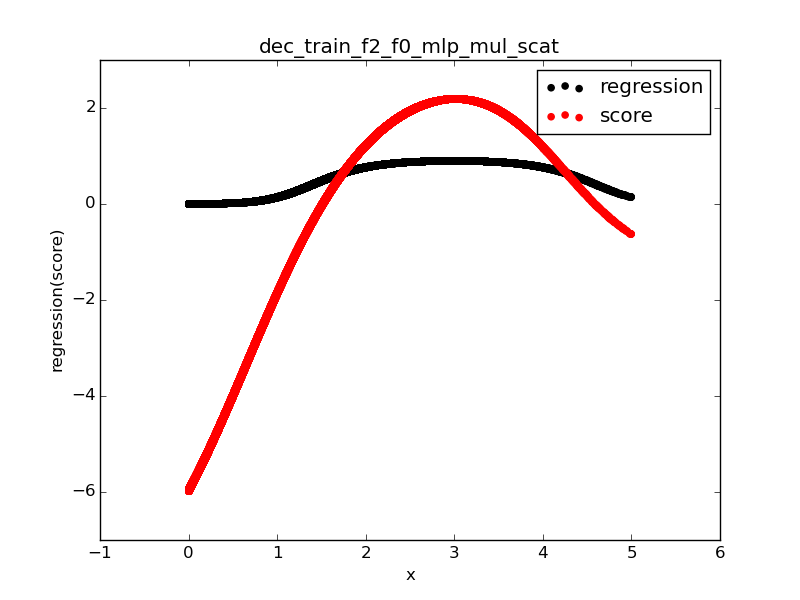 dec_train_f2_f0_mlp_mul_scat
regression
score
regression(score)
2
0
−2
−4
−6
−1
0
1
2
3
4
5
6
x